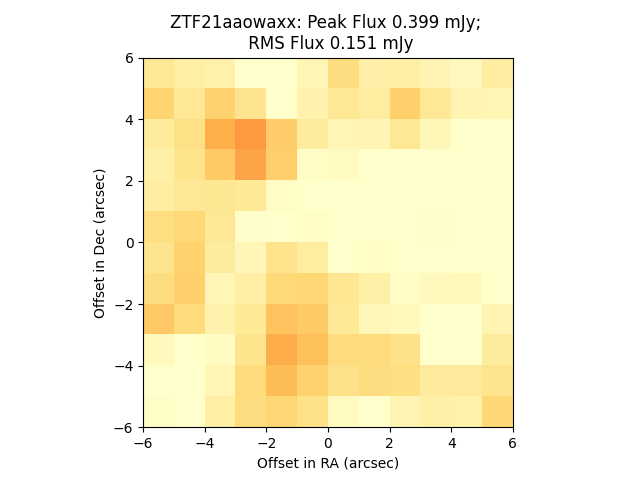 ZTF21aaowaxx: Peak Flux 0.399 mJy;
RMS Flux 0.151 mJy
6
4
2
0
−2
−4
−6
Offset in Dec (arcsec)
−6 −4 −2 0 2 4 6
Offset in RA (arcsec)